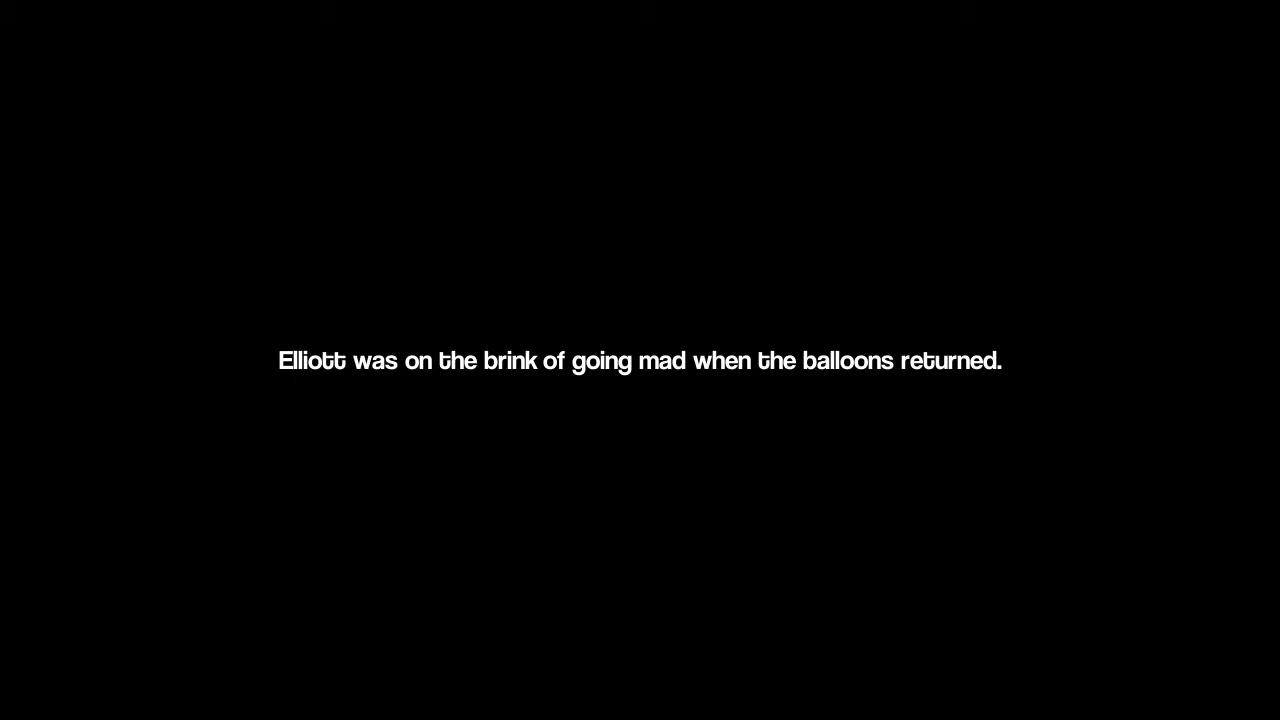 Elliott was on the brink of going mad when the balloons returned.